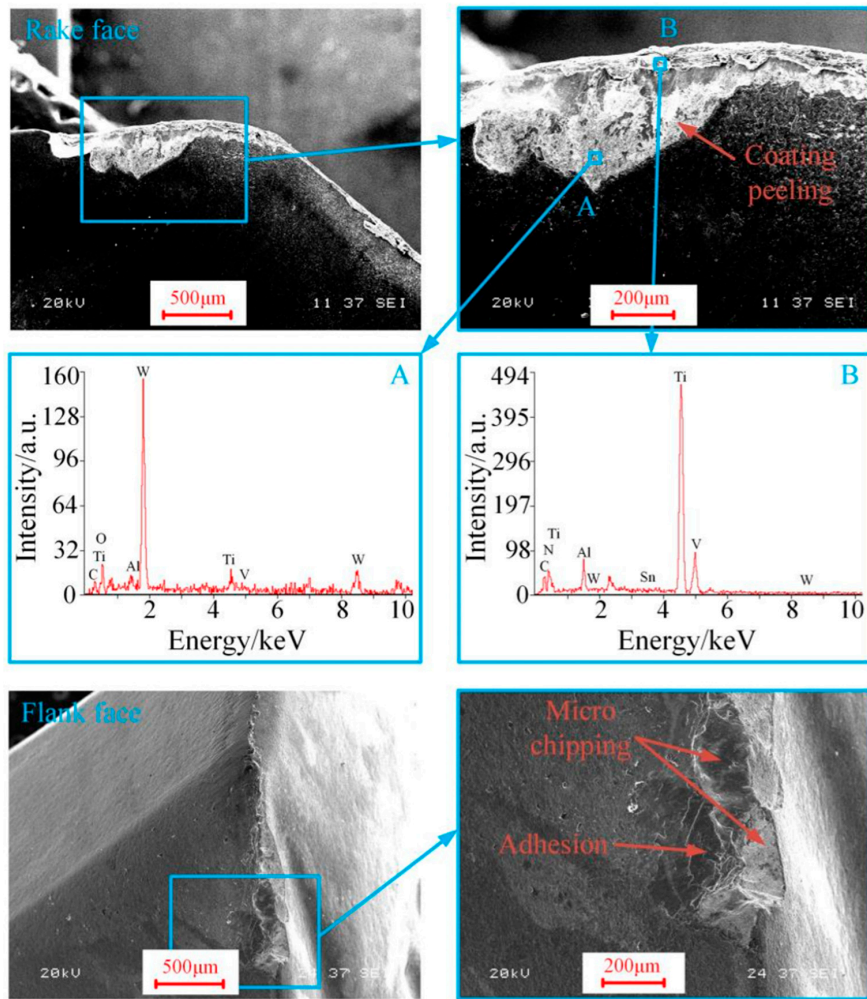 Rake face
20kV
500μm
11 37 SEI
B
A
Coating
peeling
200μm
11 37 SEI
A
Intensity/a.u.
160
128
96
64
32
0
W
O
Ti
C
Al
Ti
V
W
2
4
6
8
10
Energy/keV
B
Intensity/a.u.
494
395
296
197
98
0
Ti
Ti
N
C
Al
W
Sn
V
W
2
4
6
8
10
Energy/keV
Flank face
20kV
500μm
24 37 SEI
Micro
chipping
Adhesion
20kV
200μm
24 37 SEI